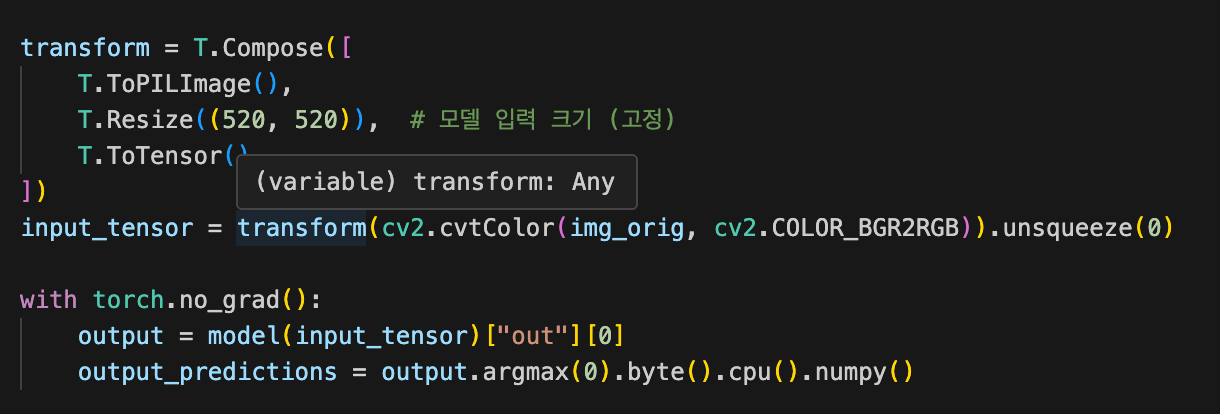 transform = T.Compose([
    T.ToPILImage(),
    T.Resize((520, 520)),  # 모델 입력 크기 (고정)
    T.ToTensor()
(variable) transform: Any
])
input_tensor = transform(cv2.cvtColor(img_orig, cv2.COLOR_BGR2RGB)).unsqueeze(0)
with torch.no_grad():
    output = model(input_tensor)["out"][0]
    output_predictions = output.argmax(0).byte().cpu().numpy()